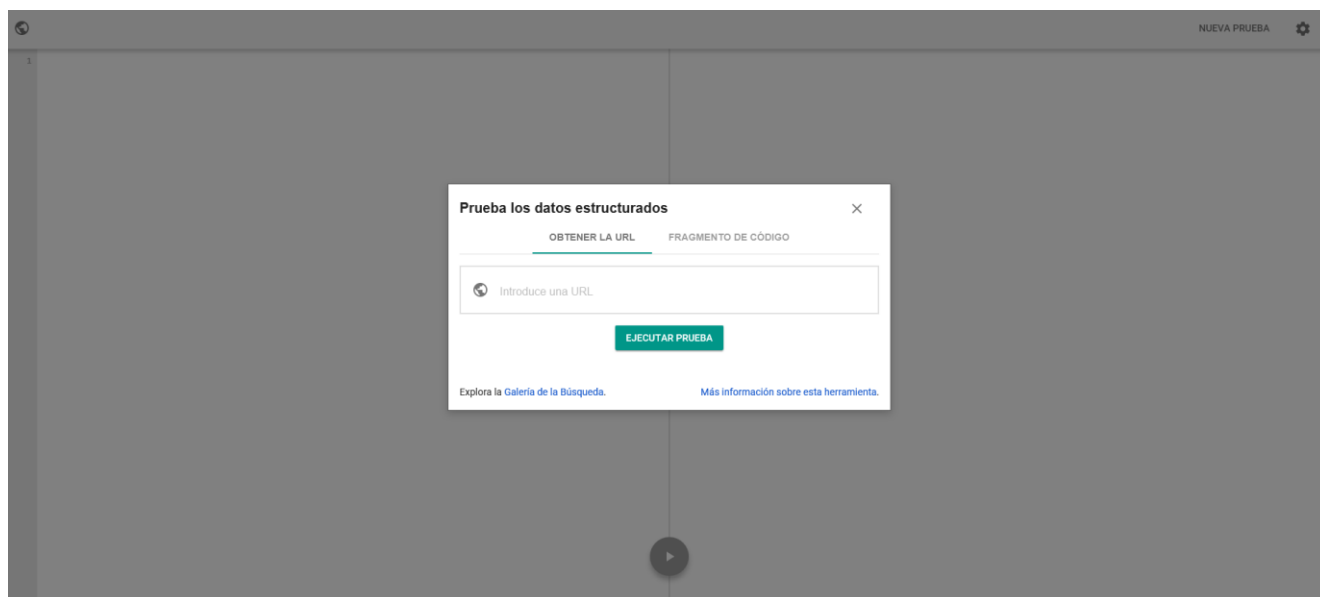 NUEVA PRUEBA
1
Prueba los datos estructurados
OBTENER LA URL FRAGMENTO DE CÓDIGO
Introduce una URL
EJECUTAR PRUEBA
Explora la Galería de la Búsqueda. Más información sobre esta herramienta.